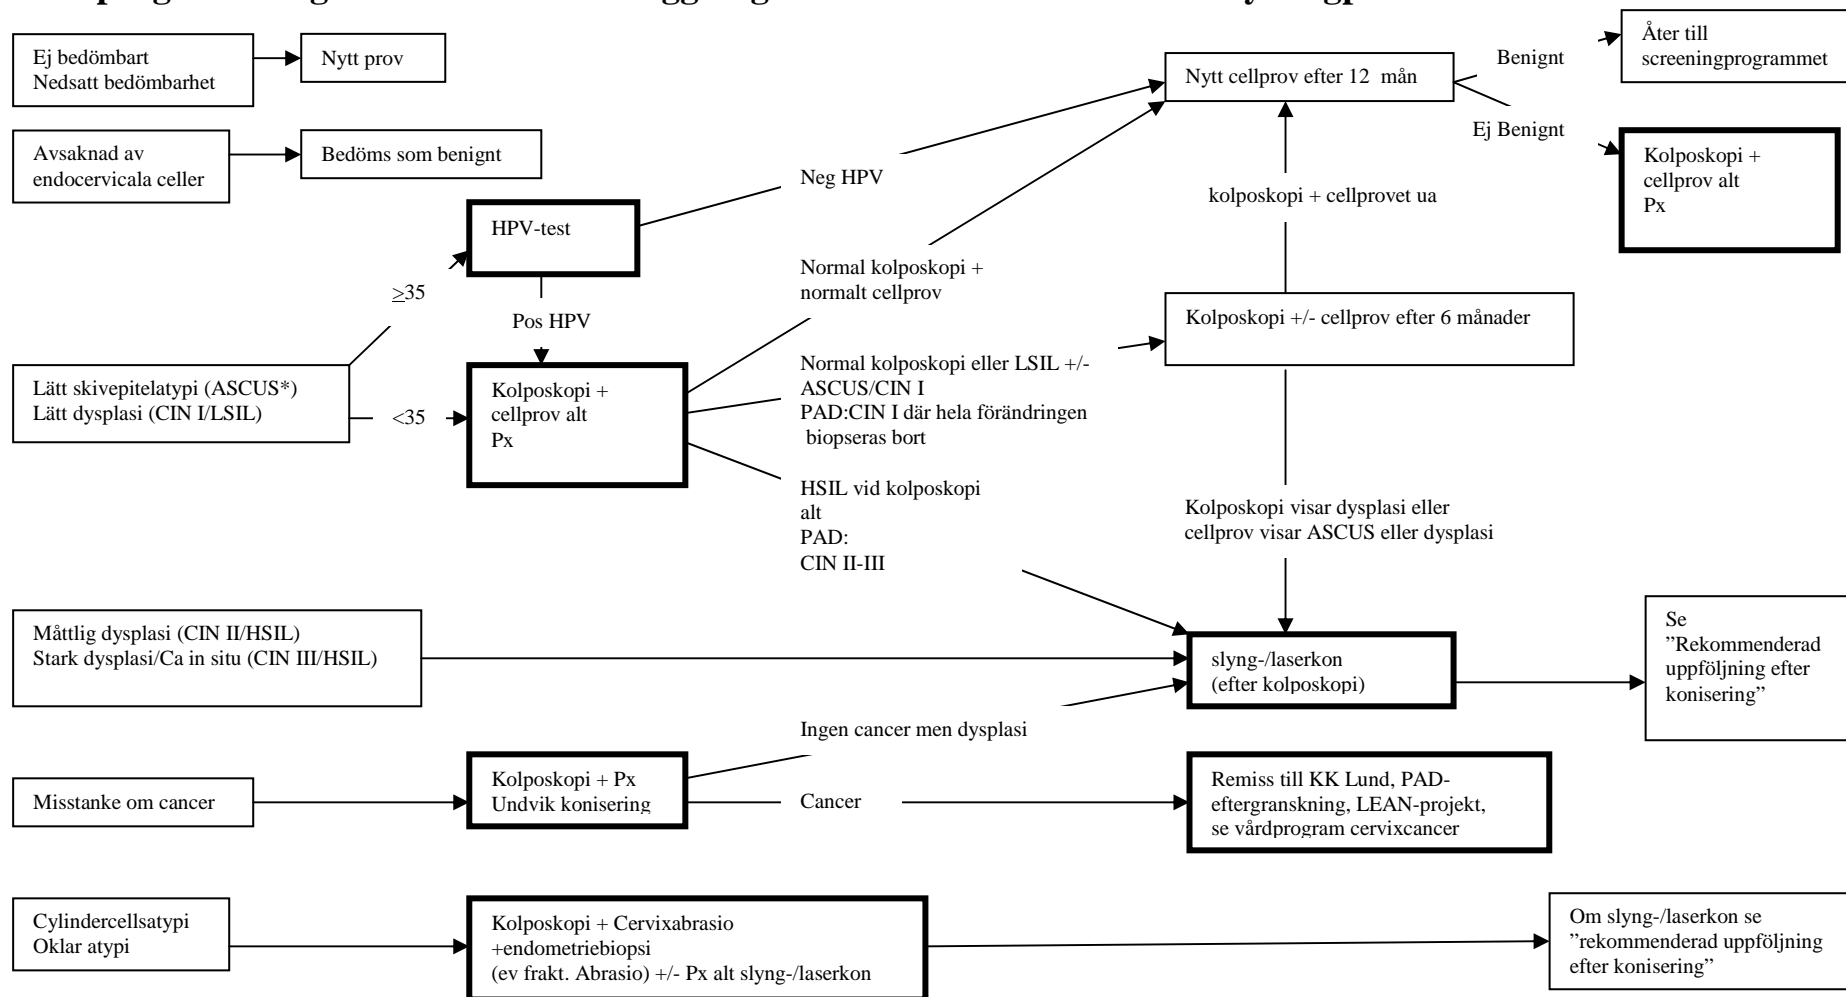 Ej bedömbart
Nedsatt bedömbarhet
Nytt prov
Avsaknad av
endocervicala celler
Bedöms som benignt
Nytt cellprov efter 12 mån
Benignt
Åter till
screeningprogrammet
Ej Benignt
Kolposkopi +
cellprov alt
Px
HPV-test
Neg HPV
kolposkopi + cellprovet ua
≥35
Pos HPV
Normal kolposkopi +
normalt cellprov
Kolposkopi +/- cellprov efter 6 månader
Lätt skivepitelatypi (ASCUS*)
Lätt dysplasi (CIN I/LSIL)
<35
Kolposkopi +
cellprov alt
Px
Normal kolposkopi eller LSIL +/-
ASCUS/CIN I
PAD:CIN I där hela förändringen
biopseras bort
HSIL vid kolposkopi
alt
PAD:
CIN II-III
Kolposkopi visar dysplasi eller
cellprov visar ASCUS eller dysplasi
Måttlig dysplasi (CIN II/HSIL)
Stark dysplasi/Ca in situ (CIN III/HSIL)
slyng-/laserkon
(efter kolposkopi)
Se
”Rekommenderad
uppföljning efter
konisering”
Ingen cancer men dysplasi
Misstanke om cancer
Kolposkopi + Px
Undvik konisering
Cancer
Remiss till KK Lund, PAD-
eftergranskning, LEAN-projekt,
se vårdprogram cervixcancer
Cylindercellsatypi
Oklar atypi
Kolposkopi + Cervixabrasio
+endometriebiopsi
(ev frakt. Abrasio) +/- Px alt slyng-/laserkon
Om slyng-/laserkon se
”rekommenderad uppföljning
efter konisering”